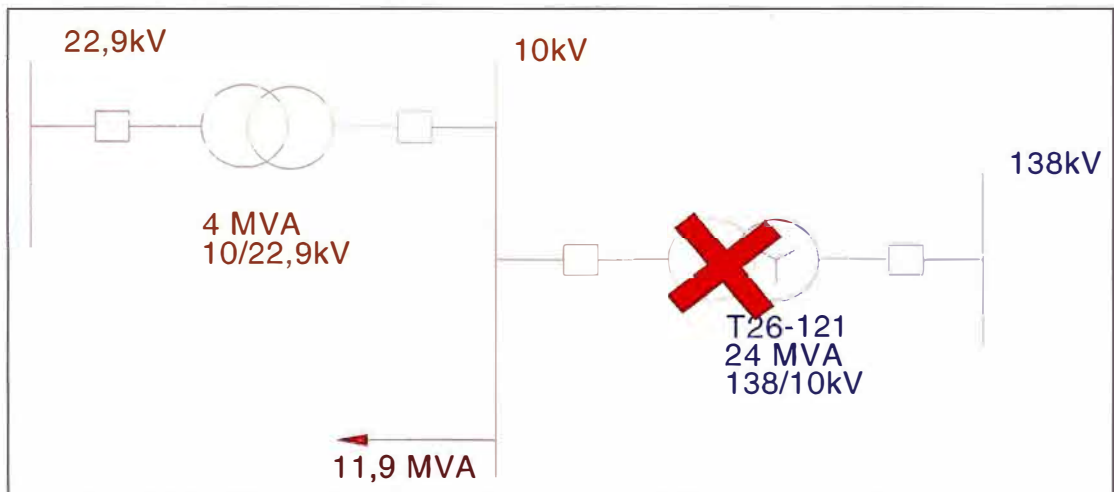 22,9kV
10kV
138kV
4 MVA
10/22,9kV
T26-121
24 MVA
138/10kV
11,9 MVA